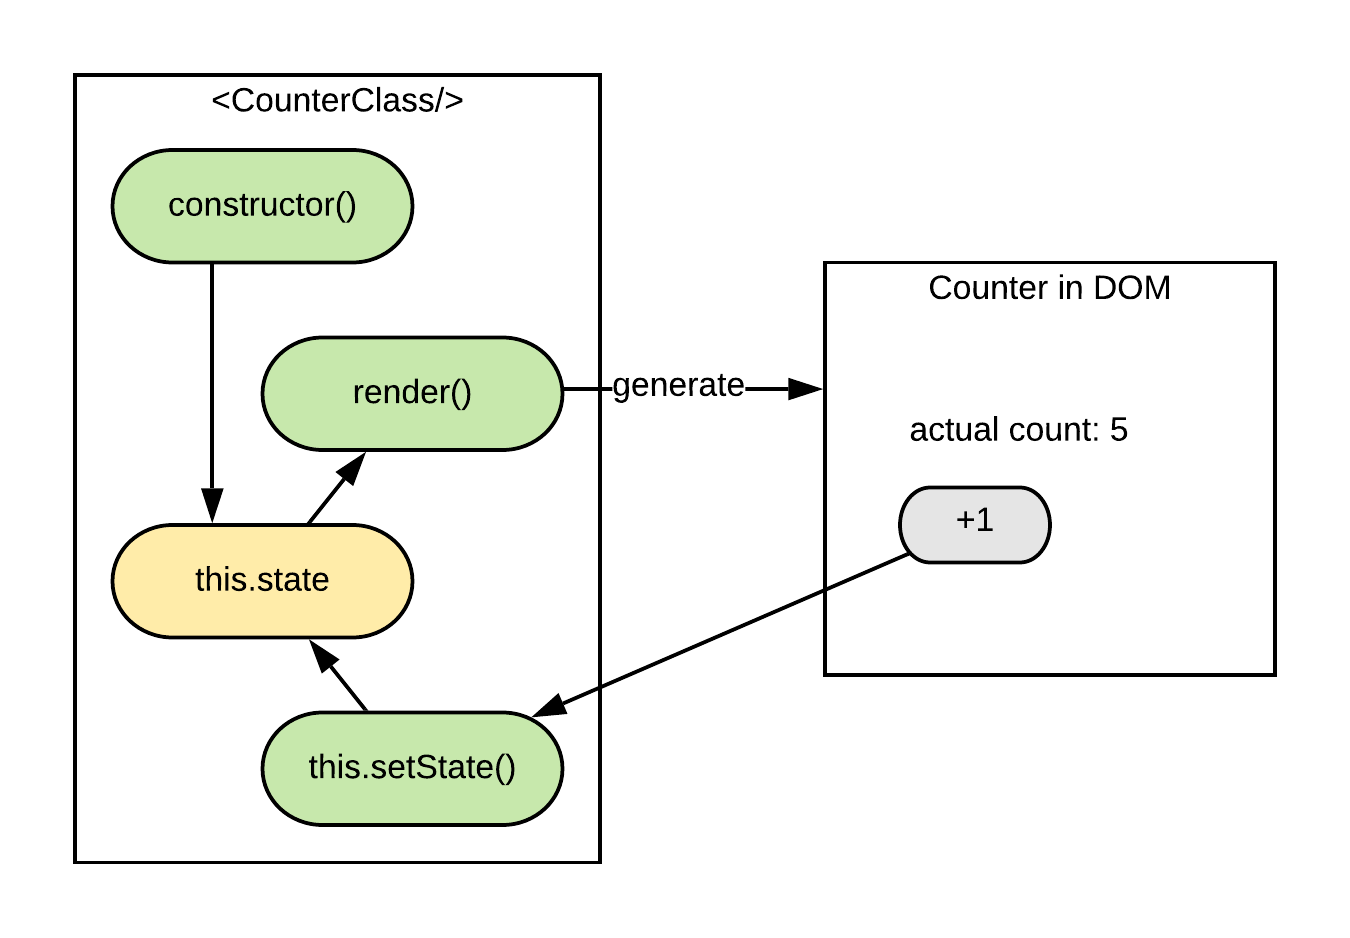 <CounterClass/>
constructor()
render()
generate
this.state
this.setState()
Counter in DOM
actual count: 5
+1